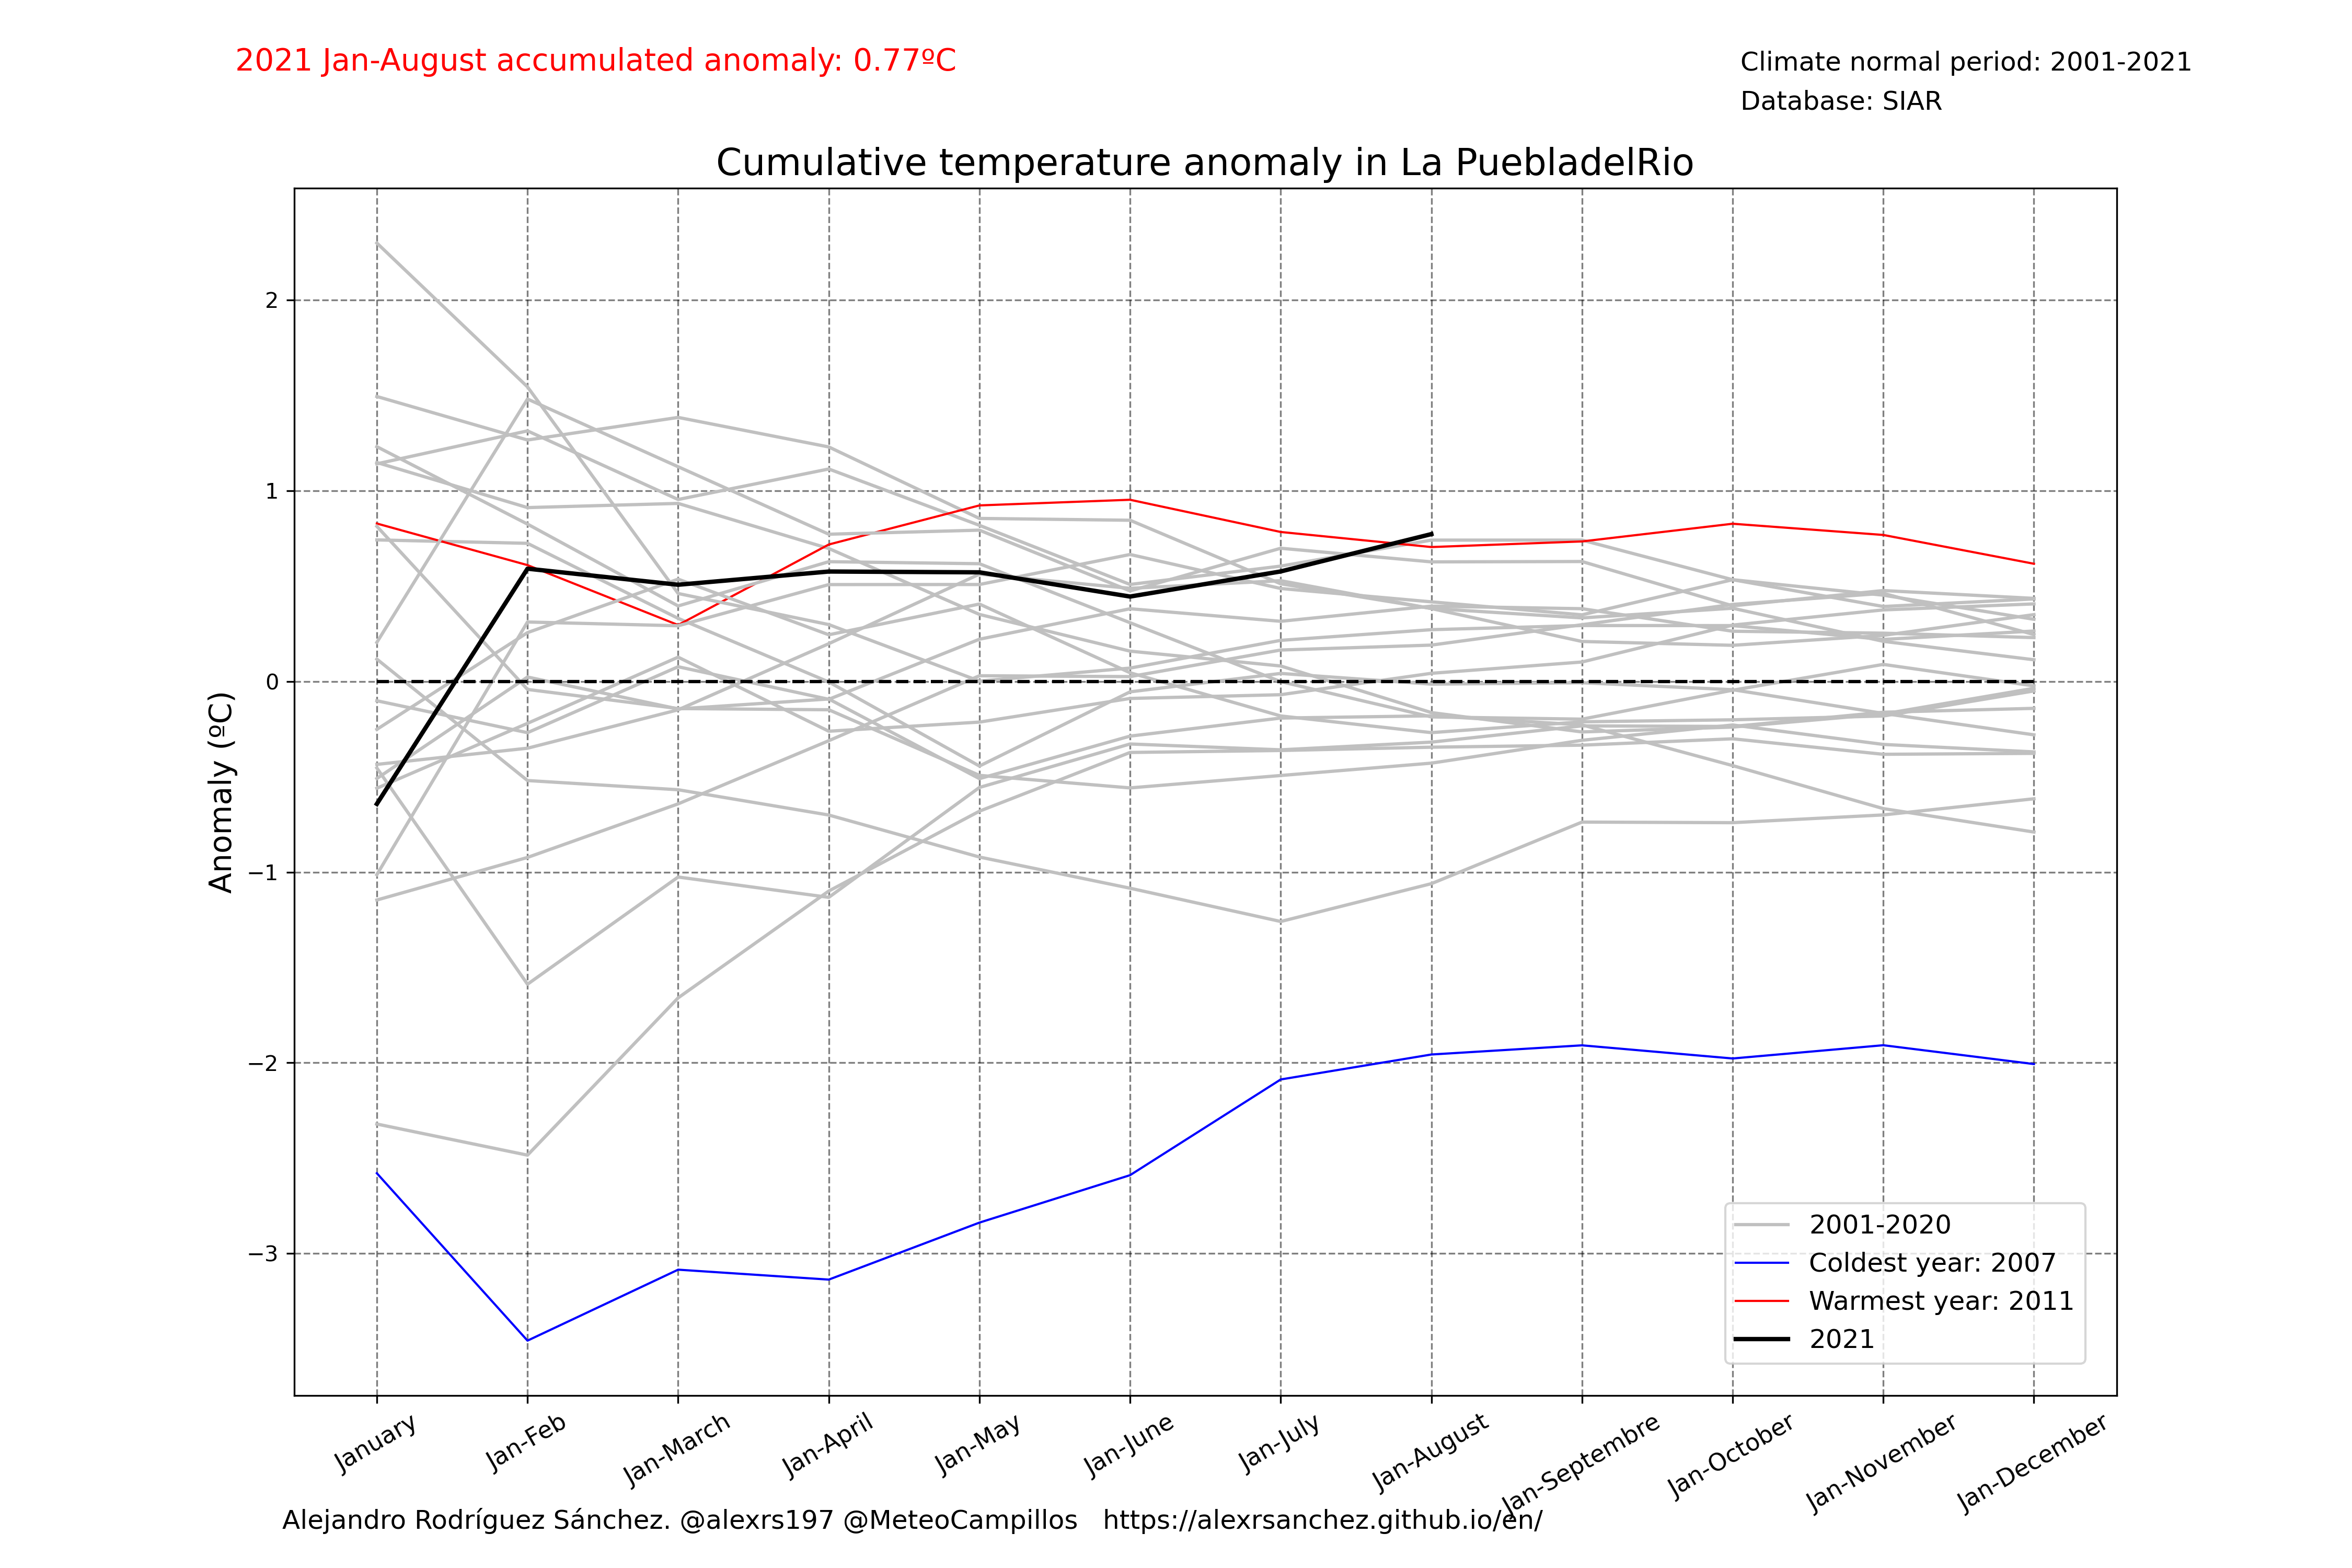 2021 Jan-August accumulated anomaly: 0.77ºC
Climate normal period: 2001-2021
Database: SIAR
Cumulative temperature anomaly in La PuebladelRio
Anomaly (ºC)
2
1
0
−1
−2
−3
2001-2020
Coldest year: 2007
Warmest year: 2011
2021
January
Jan-Feb
Jan-March
Jan-April
Jan-May
Jan-June
Jan-July
Jan-August
Jan-Septembre
Jan-October
Jan-November
Jan-December
Alejandro Rodríguez Sánchez. @alexrs197 @MeteoCampillos https://alexrsanchez.github.io/en/